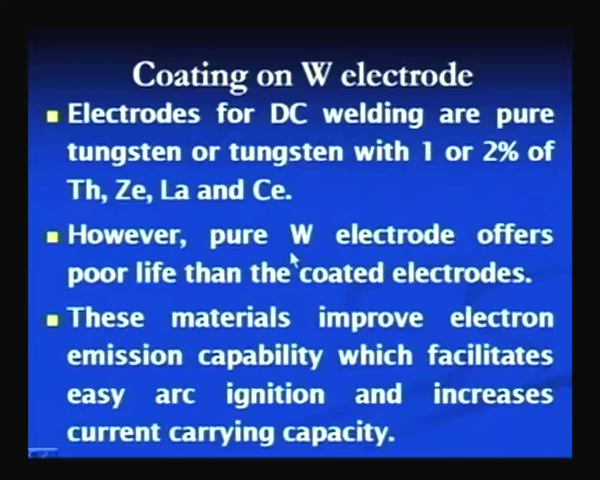 Coating on W electrode
Electrodes for DC welding are pure
tungsten or tungsten with 1 or 2% of
Th, Ze, La and Ce.
However, pure W electrode offers
poor life than the coated electrodes.
These materials improve electron
emission capability which facilitates
easy arc ignition and increases
current carrying capacity.